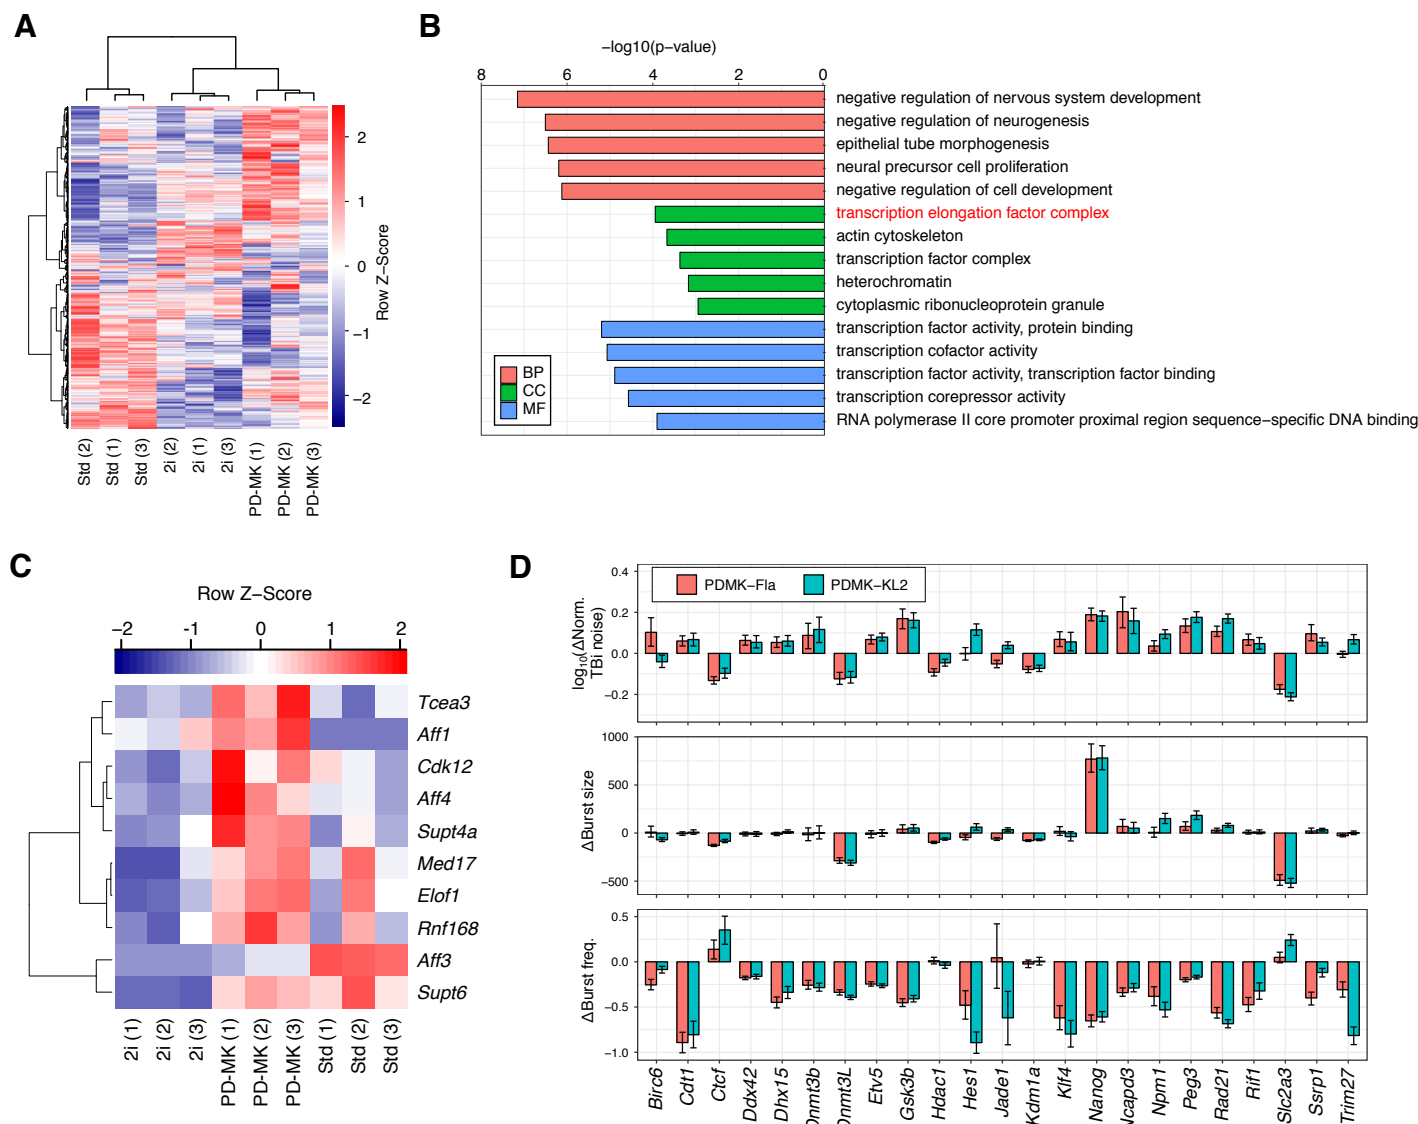 A
2
1
0
−1
−2
Row Z−Score
Std (2)
Std (1)
Std (3)
2i (2)
2i (1)
2i (3)
PD-MK (1)
PD-MK (2)
PD-MK (3)
B
−log10(p−value)
8 6 4 2 0
negative regulation of nervous system development
negative regulation of neurogenesis
epithelial tube morphogenesis
neural precursor cell proliferation
negative regulation of cell development
transcription elongation factor complex
actin cytoskeleton
transcription factor complex
heterochromatin
cytoplasmic ribonucleoprotein granule
transcription factor activity, protein binding
transcription cofactor activity
transcription factor activity, transcription factor binding
transcription corepressor activity
RNA polymerase II core promoter proximal region sequence−specific DNA binding
BP
CC
MF
C
Row Z−Score
-2 -1 0 1 2
Tcea3
Aff1
Cdk12
Aff4
Supt4a
Med17
Elof1
Rnf168
Aff3
Supt6
2i (1)
2i (2)
2i (3)
PD-MK (1)
PD-MK (2)
PD-MK (3)
Std (1)
Std (2)
Std (3)
D
PDMK−Fla PDMK−KL2
log10(ΔNorm.
TBi noise)
0.4
0.2
0.0
−0.2
ΔBurst size
1000
500
0
−500
ΔBurst freq.
0.5
0.0
−0.5
−1.0
Birc6
Cdt1
Ctcf
Ddx42
Dhx15
Dnmt3b
Dnmt3L
Etv5
Gsk3b
Hdac1
Hes1
Jade1
Kdm1a
Klf4
Nanog
Ncapd3
Npm1
Peg3
Rad21
Rif1
Slc2a3
Ssrp1
Trim27